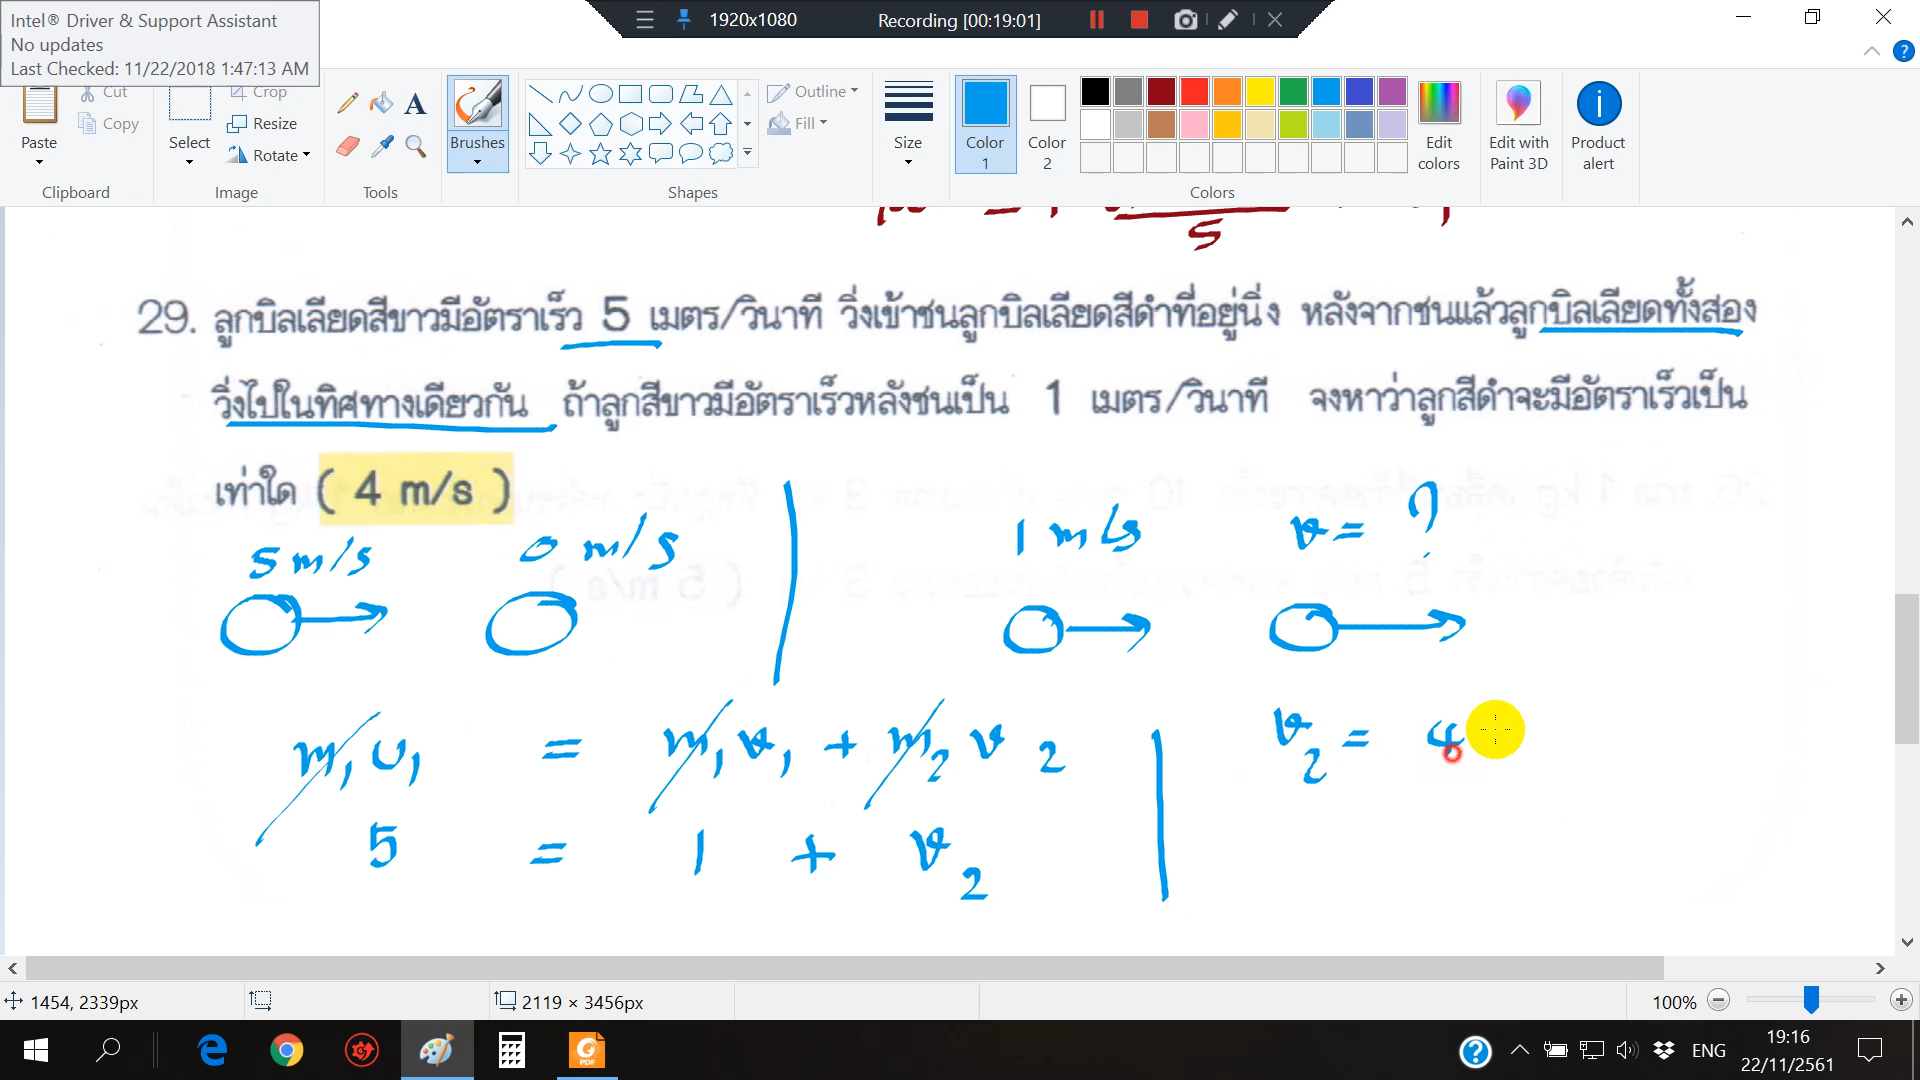 Intel® Driver & Support Assistant
No updates
Last Checked: 11/22/2018 1:47:13 AM
1920x1080 Recording [00:19:01]
Paste Cut Copy Select Crop Resize Rotate Brushes Outline Fill Size Color 1 Color 2 Edit colors Edit with Paint 3D Product alert
Clipboard Image Tools Shapes Colors
5
29. ลูกบิลเลียดสีขาวมีอัตราเร็ว 5 เมตร/วินาที วิ่งเข้าชนลูกบิลเลียดสีดำที่อยู่นิ่ง หลังจากชนแล้วลูกบิลเลียดทั้งสอง
วิ่งไปในทิศทางเดียวกัน ถ้าลูกสีขาวมีอัตราเร็วหลังชนเป็น 1 เมตร/วินาที จงหาว่าลูกสีดำจะมีอัตราเร็วเป็น
เท่าใด ( 4 m/s )
5 m/s 0 m/s 1 m/s v = ?
m₁ u₁ = m₁ v₁ + m₂ v₂ v₂ = 4
5 = 1 + v₂
1454, 2339px 2119 × 3456px 100%
ENG 19:16
22/11/2561